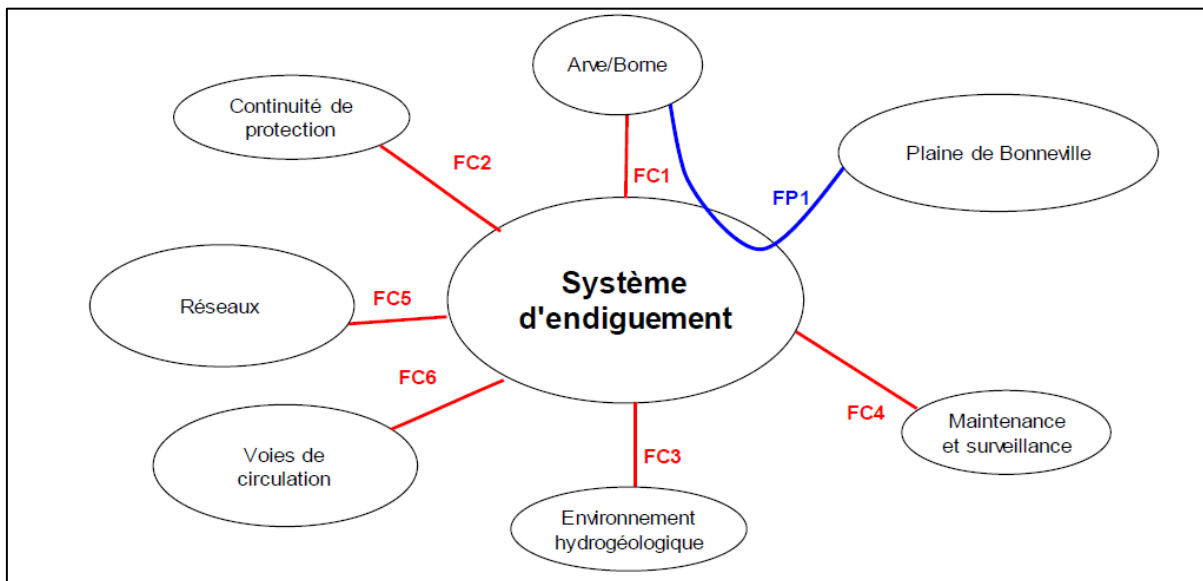 Arve/Borne
Continuité de
protection
Plaine de Bonneville
FC2
FC1
FP1
Système
d'endiguement
Réseaux
FC5
FC6
FC4
Maintenance
et surveillance
Voies de
circulation
FC3
Environnement
hydrogéologique